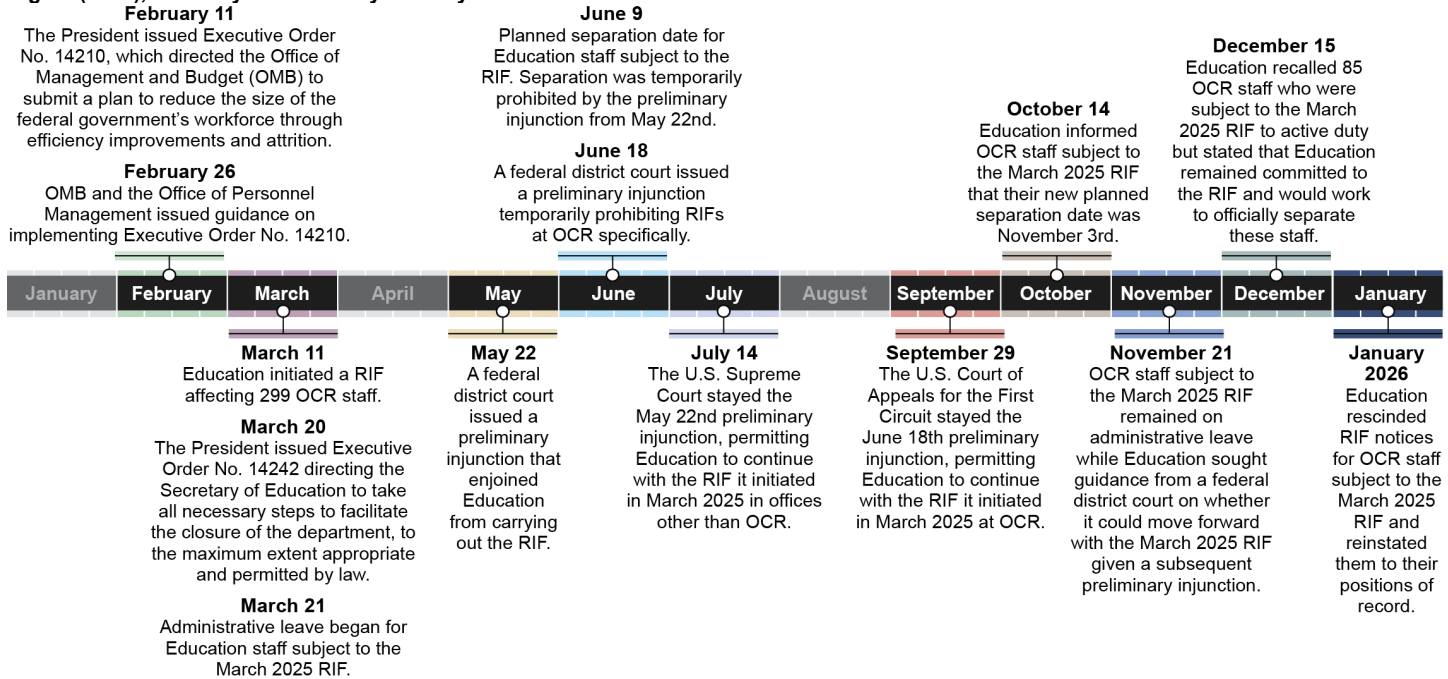 February 11
The President issued Executive Order
No. 14210, which directed the Office of
Management and Budget (OMB) to
submit a plan to reduce the size of the
federal government’s workforce through
efficiency improvements and attrition.
February 26
OMB and the Office of Personnel
Management issued guidance on
implementing Executive Order No. 14210.
June 9
Planned separation date for
Education staff subject to the
RIF. Separation was temporarily
prohibited by the preliminary
injunction from May 22nd.
June 18
A federal district court issued
a preliminary injunction
temporarily prohibiting RIFs
at OCR specifically.
October 14
Education informed
OCR staff subject to
the March 2025 RIF
that their new planned
separation date was
November 3rd.
December 15
Education recalled 85
OCR staff who were
subject to the March
2025 RIF to active duty
but stated that Education
remained committed to
the RIF and would work
to officially separate
these staff.
January February March April May June July August September October November December January
March 11
Education initiated a RIF
affecting 299 OCR staff.
March 20
The President issued Executive
Order No. 14242 directing the
Secretary of Education to take
all necessary steps to facilitate
the closure of the department, to
the maximum extent appropriate
and permitted by law.
March 21
Administrative leave began for
Education staff subject to the
March 2025 RIF.
May 22
A federal
district court
issued a
preliminary
injunction that
enjoined
Education
from carrying
out the RIF.
July 14
The U.S. Supreme
Court stayed the
May 22nd preliminary
injunction, permitting
Education to continue
with the RIF it initiated
in March 2025 in offices
other than OCR.
September 29
The U.S. Court of
Appeals for the First
Circuit stayed the
June 18th preliminary
injunction, permitting
Education to continue
with the RIF it initiated
in March 2025 at OCR.
November 21
OCR staff subject to
the March 2025 RIF
remained on
administrative leave
while Education sought
guidance from a federal
district court on whether
it could move forward
with the March 2025 RIF
given a subsequent
preliminary injunction.
January
2026
Education
rescinded
RIF notices
for OCR staff
subject to the
March 2025
RIF and
reinstated
them to their
positions of
record.